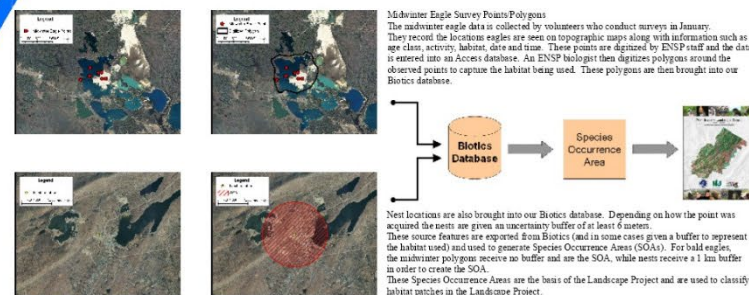 Legend
Legend
Midwinter Eagle Survey Points/Polygons
The midwinter eagle data is collected by volunteers who conduct surveys in January.
They record the locations eagles are seen on topographic maps along with information such as
age class, activity, habitat, date and time. These points are digitized by ENSP staff and the data
is entered into an Access database. An ENSP biologist then digitizes polygons around the
observed points to capture the habitat being used. These polygons are then brought into our
Biotics database.
Biotics
Database
Species
Occurrence
Area
Legend
Legend
Nest locations are also brought into our Biotics database. Depending on how the point was
acquired the nests are given an uncertainty buffer of at least 6 meters.
These source features are exported from Biotics (and in some cases given a buffer to represent
the habitat used) and used to generate Species Occurrence Areas (SOAs). For bald eagles,
the midwinter polygons receive no buffer and are the SOA, while nests receive a 1 km buffer
in order to create the SOA.
These Species Occurrence Areas are the basis of the Landscape Project and are used to classify
habitat patches in the Landscape Project.